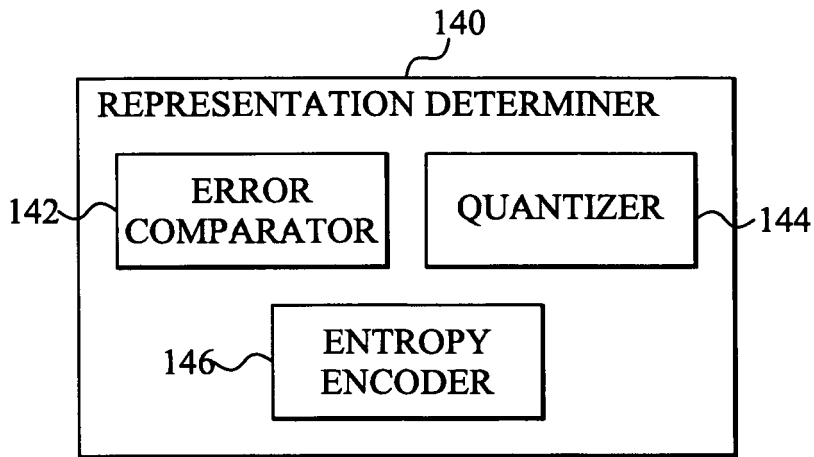 140
REPRESENTATION DETERMINER
142
ERROR
COMPARATOR
QUANTIZER
144
146
ENTROPY
ENCODER